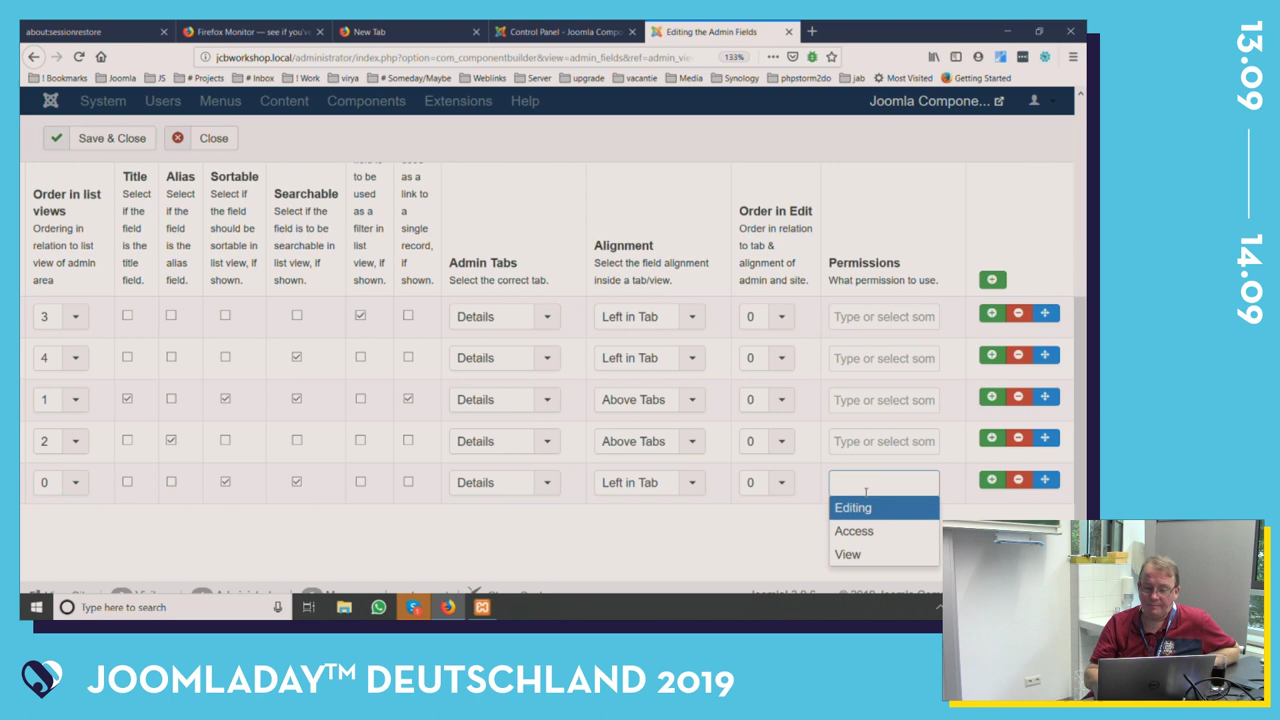 about:sessionrestore
Firefox Monitor — see if you'v
New Tab
Control Panel - Joomla Compo
Editing the Admin Fields
jcbworkshop.local/administrator/index.php?option=com_componentbuilder&view=admin_fields&ref=admin_vie
133%
! Bookmarks
Joomla
JS
# Projects
# Inbox
! Work
virya
# Someday/Maybe
Weblinks
Server
upgrade
vacantie
Media
Synology
phpstorm2do
jab
Most Visited
Getting Started
System
Users
Menus
Content
Components
Extensions
Help
Joomla Compone...
Save & Close
Close
Order in list
views
Ordering in
relation to list
view of admin
area
Title
Select
if the
field
is the
title
field.
Alias
Select
if the
field
is the
alias
field.
Sortable
Select if
the field
should be
sortable in
list view, if
shown.
Searchable
Select if the
field is to be
searchable in
list view, if
shown.
to be
used
as a
filter in
list
view, if
shown.
as a
link to
a
single
record,
if
shown.
Admin Tabs
Select the correct tab.
Alignment
Select the field alignment
inside a tab/view.
Order in Edit
Order in relation
to tab &
alignment of
admin and site.
Permissions
What permission to use.
3
Details
Left in Tab
0
Type or select som
4
Details
Left in Tab
0
Type or select som
1
Details
Above Tabs
0
Type or select som
2
Details
Above Tabs
0
Type or select som
0
Details
Left in Tab
0
Editing
Access
View
Type here to search
13.09
14.09
JOOMLADAY™ DEUTSCHLAND 2019